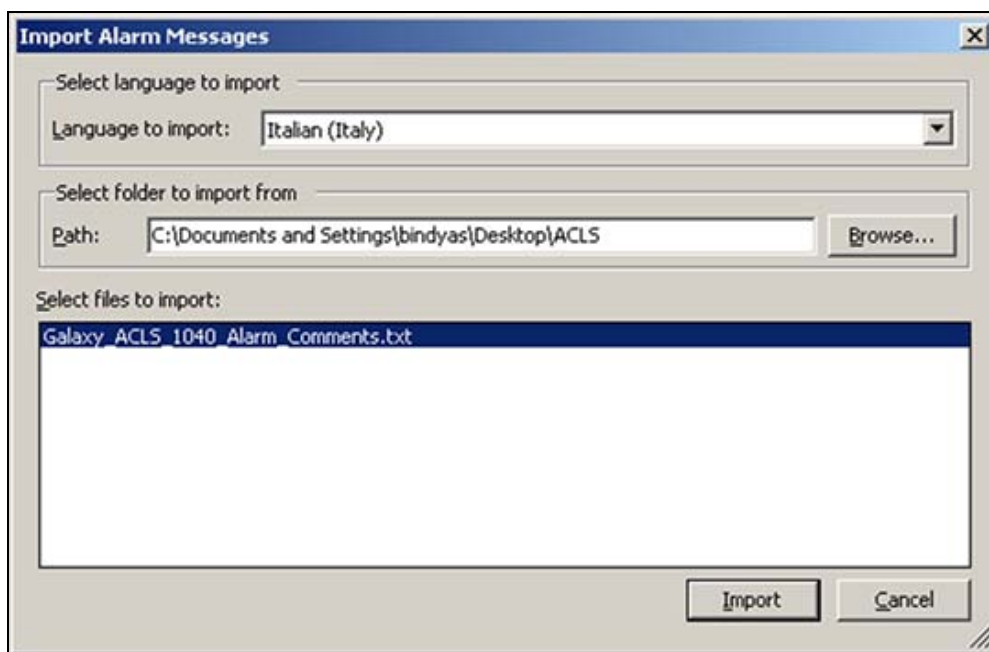 Import Alarm Messages
Select language to import
Language to import: Italian (Italy)
Select folder to import from
Path: C:\Documents and Settings\bindyas\Desktop\ACLS Browse...
Select files to import:
Galaxy_ACLS_1040_Alarm_Comments.txt
Import Cancel